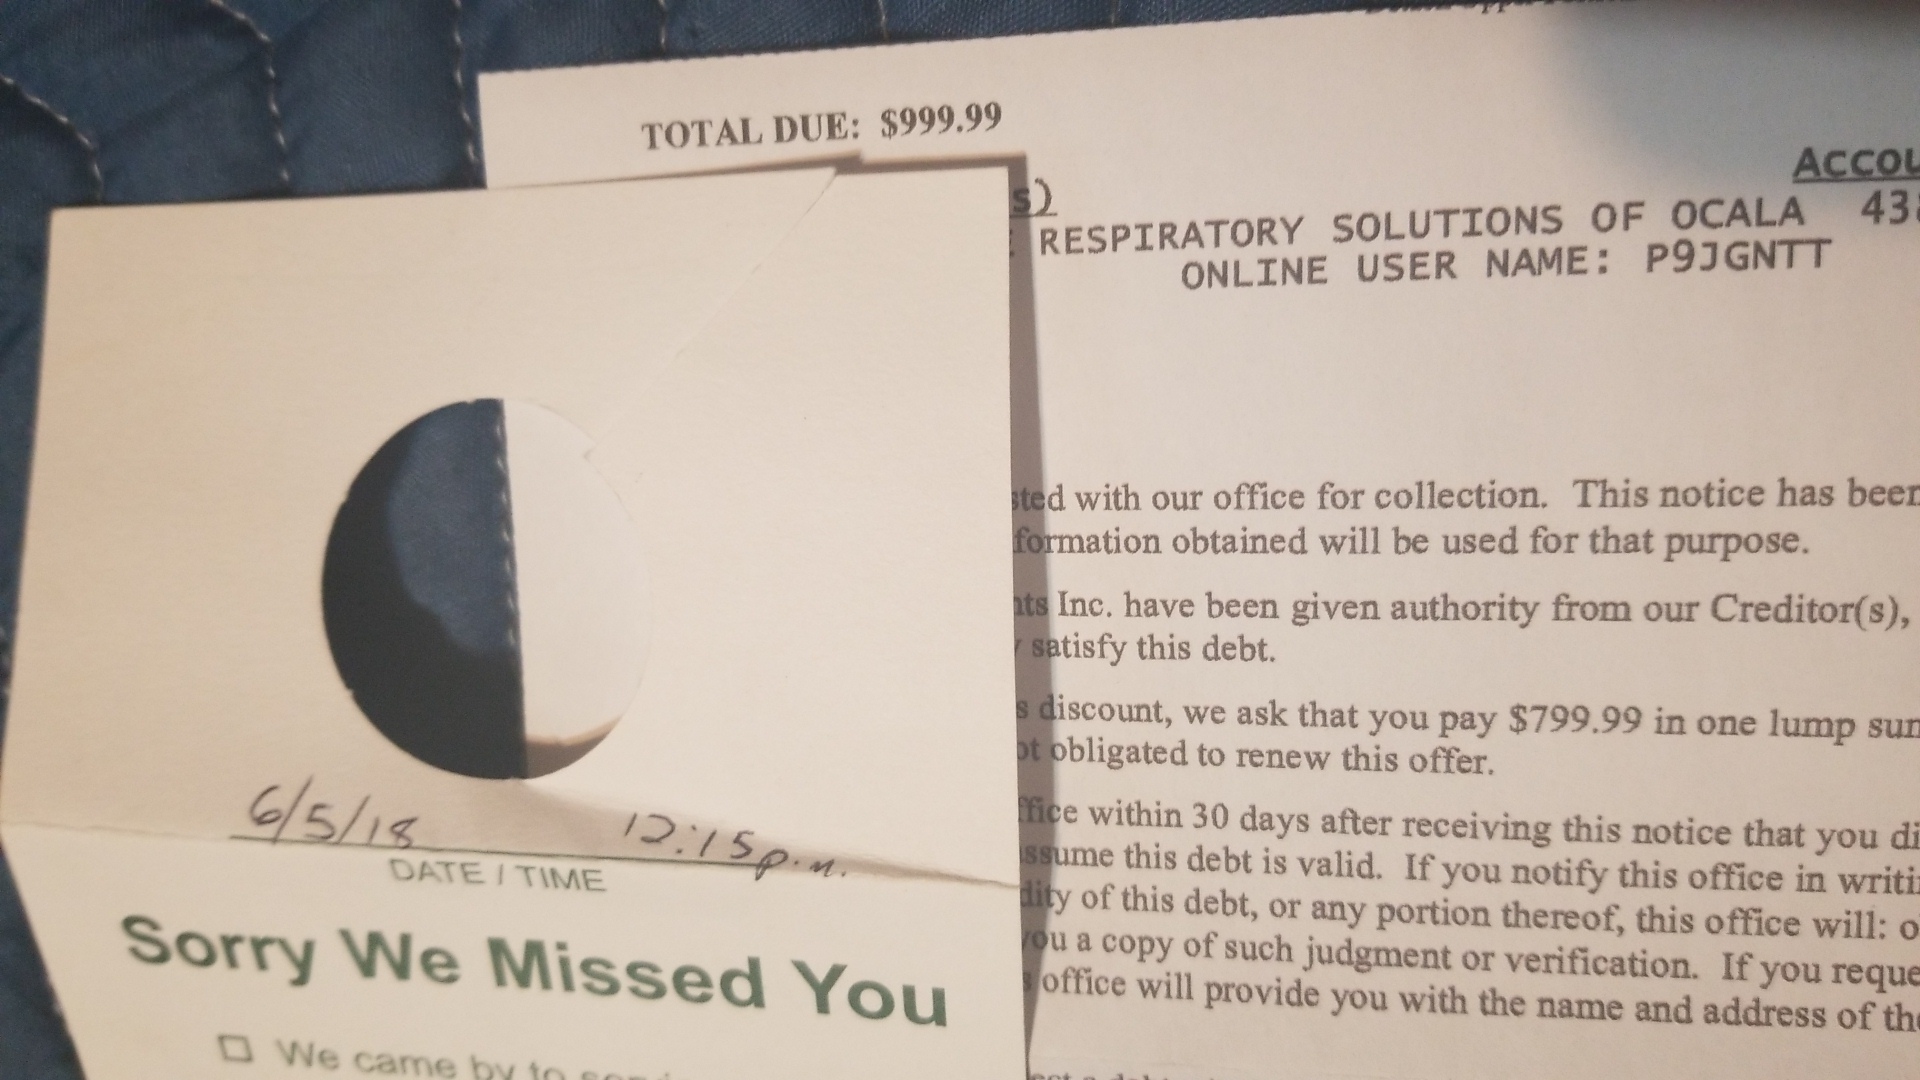 TOTAL DUE: $999.99
ACCOU
s)
RESPIRATORY SOLUTIONS OF OCALA 43
ONLINE USER NAME: P9JGNTT
sted with our office for collection. This notice has been
formation obtained will be used for that purpose.
nts Inc. have been given authority from our Creditor(s),
satisfy this debt.
s discount, we ask that you pay $799.99 in one lump sum
ot obligated to renew this offer.
ffice within 30 days after receiving this notice that you di
ssume this debt is valid. If you notify this office in writi
dity of this debt, or any portion thereof, this office will: o
you a copy of such judgment or verification. If you reque
s office will provide you with the name and address of the
6/5/18 12:15 p.m.
DATE / TIME
Sorry We Missed You
We came by to